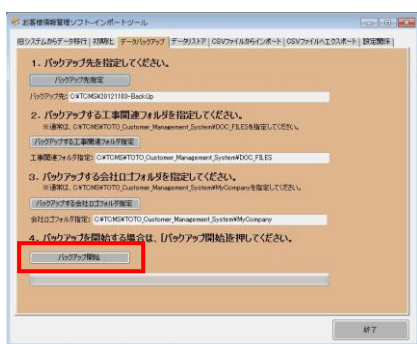 お客様情報管理ソフト-インポートツール
旧システムからデータ移行 初期化 データバックアップ データリストア CSVファイルからインポート CSVファイルへエクスポート 設定関係
1. バックアップ先を指定してください。
バックアップ先指定
バックアップ先: C:¥TCMS¥20121103-BackUp
2. バックアップする工事関連フォルダを指定してください。
※通常は、C:¥TCMS¥TOTO_Customer_Management_System¥DOC_FILESを指定してください。
バックアップする工事関連フォルダ指定
工事関連フォルダ指定: C:¥TCMS¥TOTO_Customer_Management_System¥DOC_FILES
3. バックアップする会社ロゴフォルダを指定してください。
※通常は、C:¥TCMS¥TOTO_Customer_Management_System¥MyCompanyを指定してください。
バックアップする会社ロゴフォルダ指定
会社ロゴフォルダ指定: C:¥TCMS¥TOTO_Customer_Management_System¥MyCompany
4. バックアップを開始する場合は、[バックアップ開始]を押してください。
バックアップ開始
終了